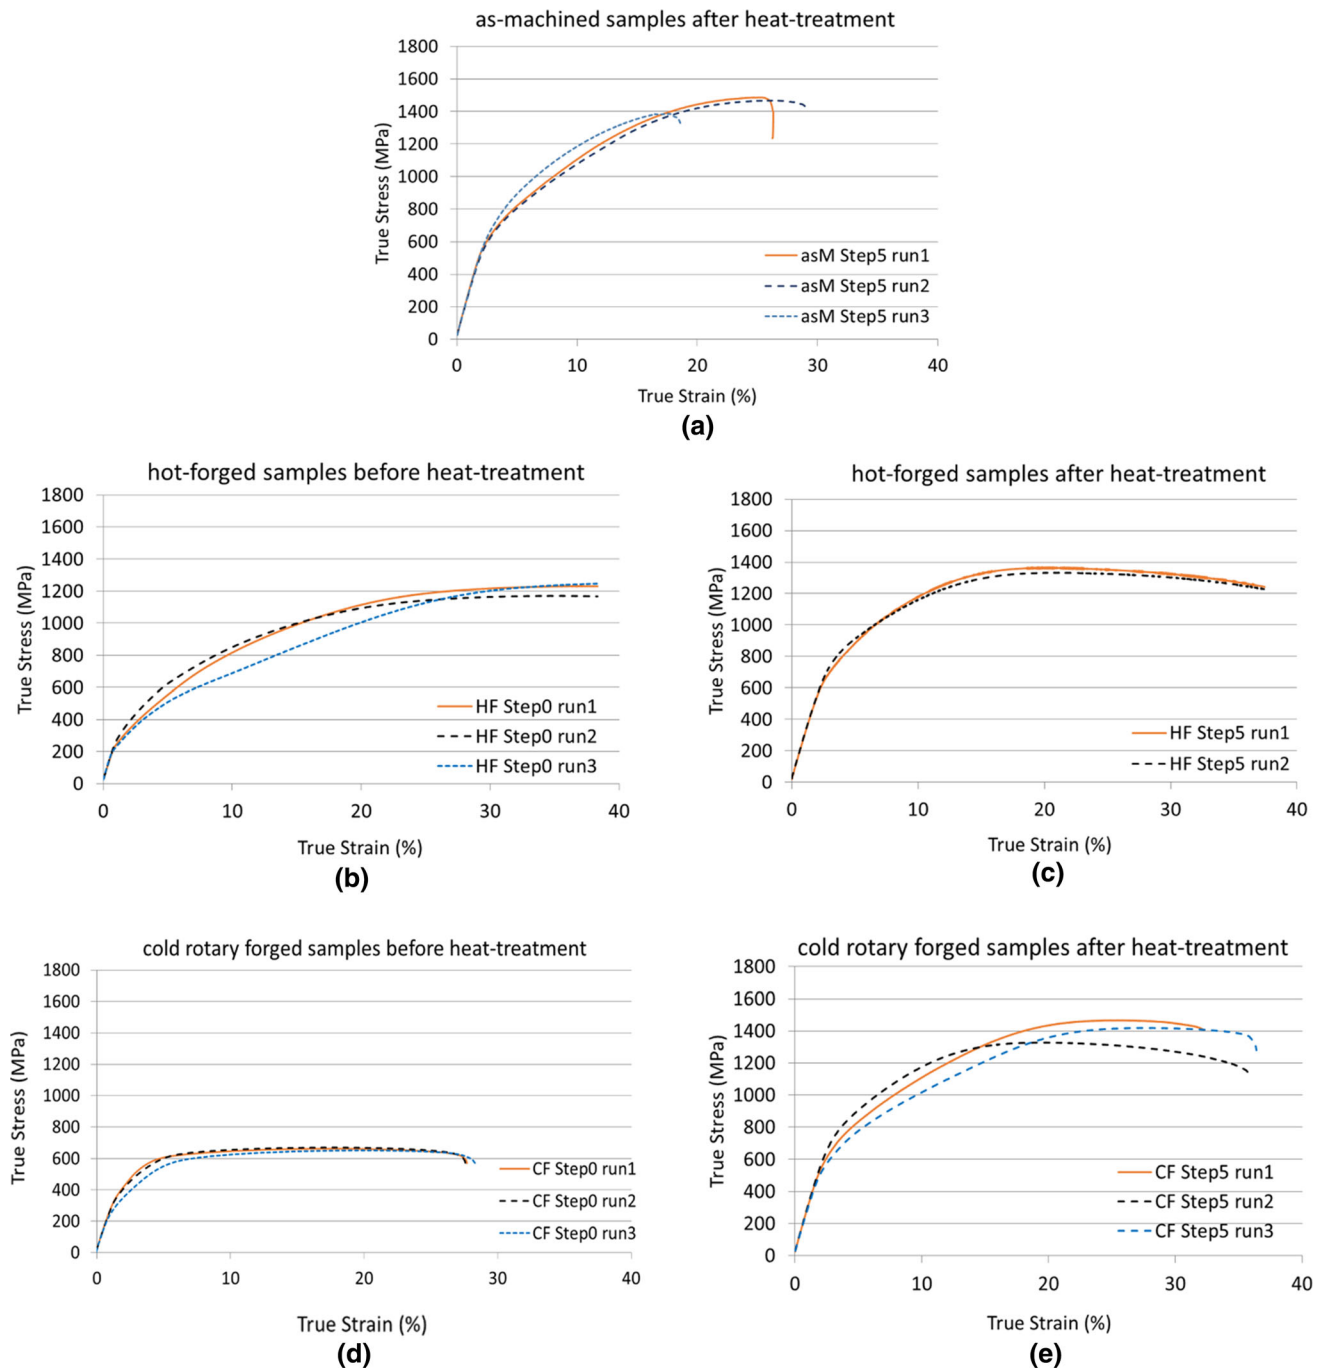 as-machined samples after heat-treatment
1800
1600
1400
1200
1000
800
600
400
200
0
True Stress (MPa)
asM Step5 run1
asM Step5 run2
asM Step5 run3
0 10 20 30 40
True Strain (%)
(a)
hot-forged samples before heat-treatment
1800
1600
1400
1200
1000
800
600
400
200
0
True Stress (MPa)
HF Step0 run1
HF Step0 run2
HF Step0 run3
0 10 20 30 40
True Strain (%)
(b)
hot-forged samples after heat-treatment
1800
1600
1400
1200
1000
800
600
400
200
0
True Stress (MPa)
HF Step5 run1
HF Step5 run2
0 10 20 30 40
True Strain (%)
(c)
cold rotary forged samples before heat-treatment
1800
1600
1400
1200
1000
800
600
400
200
0
True Stress (MPa)
CF Step0 run1
CF Step0 run2
CF Step0 run3
0 10 20 30 40
True Strain (%)
(d)
cold rotary forged samples after heat-treatment
1800
1600
1400
1200
1000
800
600
400
200
0
True Stress (MPa)
CF Step5 run1
CF Step5 run2
CF Step5 run3
0 10 20 30 40
True Strain (%)
(e)